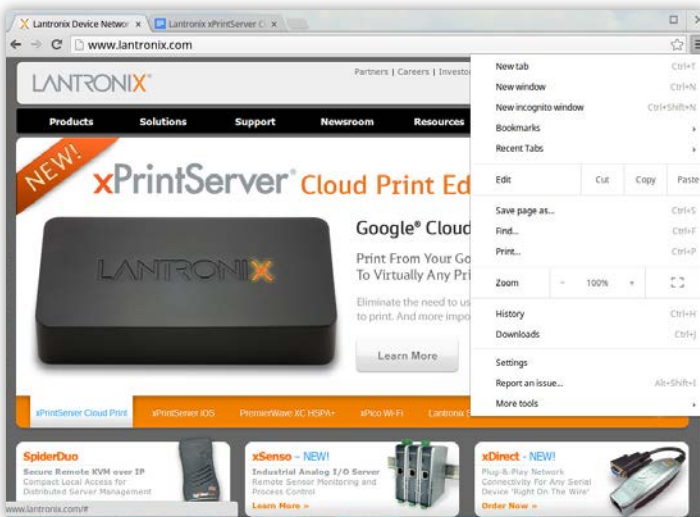 Lantronix Device Networ ×
Lantronix xPrintServer C ×
www.lantronix.com
LANTRONIX®
Partners | Careers | Investo
Products Solutions Support Newsroom Resources
NEW!
xPrintServer® Cloud Print Ed
Google® Cloud
Print From Your Go
To Virtually Any Pri
Eliminate the need to us
to print. And more impo
LANTRONIX
Learn More
xPrintServer Cloud Print xPrintServer iOS PremierWave XC HSPA+ xPico Wi-Fi Lantronix S
New tab Ctrl+T
New window Ctrl+N
New incognito window Ctrl+Shift+N
Bookmarks
Recent Tabs
Edit Cut Copy Paste
Save page as... Ctrl+S
Find... Ctrl+F
Print... Ctrl+P
Zoom - 100% +
History Ctrl+H
Downloads Ctrl+J
Settings
Report an issue... Alt+Shift+I
More tools
SpiderDuo
Secure Remote KVM over IP
Compact Local Access for
Distributed Server Management
xSenso – NEW!
Industrial Analog I/O Server
Remote Sensor Monitoring and
Process Control
Learn More »
xDirect - NEW!
Plug-&-Play Network
Connectivity For Any Serial
Device 'Right On The Wire'
Order Now »
www.lantronix.com/#